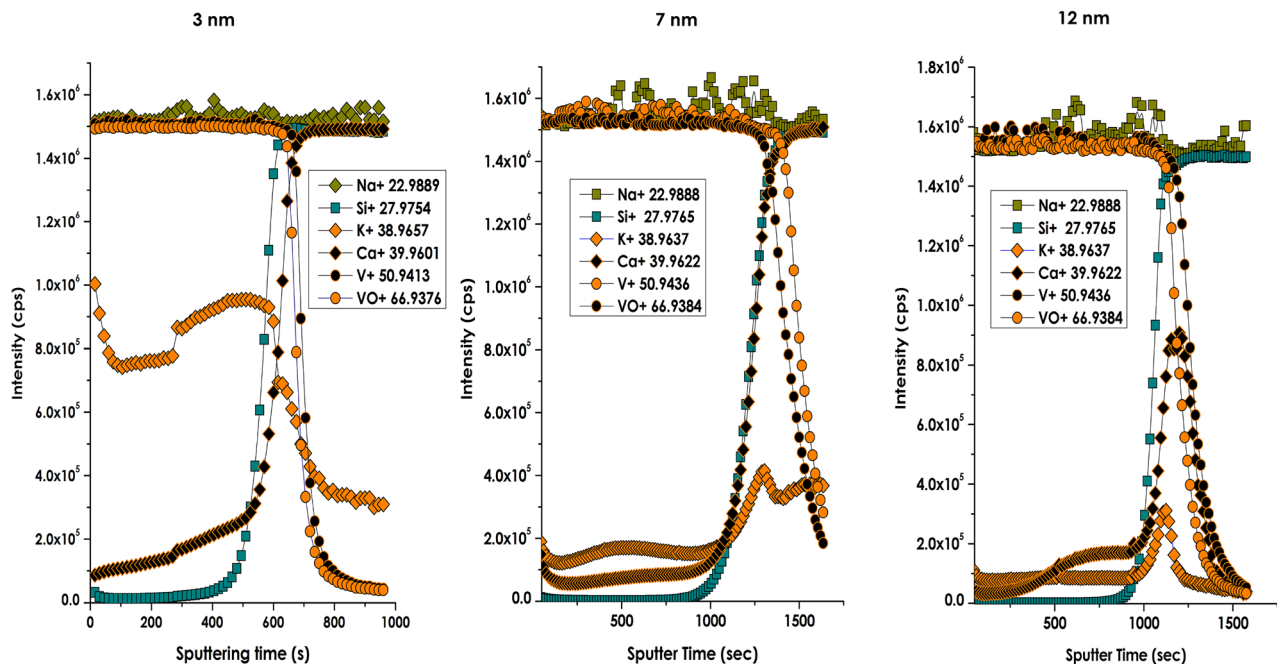 3 nm
7 nm
12 nm
Intensity (cps)
1.6x10⁶
1.4x10⁶
1.2x10⁶
1.0x10⁶
8.0x10⁵
6.0x10⁵
4.0x10⁵
2.0x10⁵
0.0
0
200
400
600
800
1000
Sputtering time (s)
Na+ 22.9889
Si+ 27.9754
K+ 38.9657
Ca+ 39.9601
V+ 50.9413
VO+ 66.9376
Intensity (cps)
1.6x10⁶
1.4x10⁶
1.2x10⁶
1.0x10⁶
8.0x10⁵
6.0x10⁵
4.0x10⁵
2.0x10⁵
0.0
500
1000
1500
Sputter Time (sec)
Na+ 22.9888
Si+ 27.9765
K+ 38.9637
Ca+ 39.9622
V+ 50.9436
VO+ 66.9384
Intensity (cps)
1.8x10⁶
1.6x10⁶
1.4x10⁶
1.2x10⁶
1.0x10⁶
8.0x10⁵
6.0x10⁵
4.0x10⁵
2.0x10⁵
0.0
500
1000
1500
Sputter Time (sec)
Na+ 22.9888
Si+ 27.9765
K+ 38.9637
Ca+ 39.9622
V+ 50.9436
VO+ 66.9384